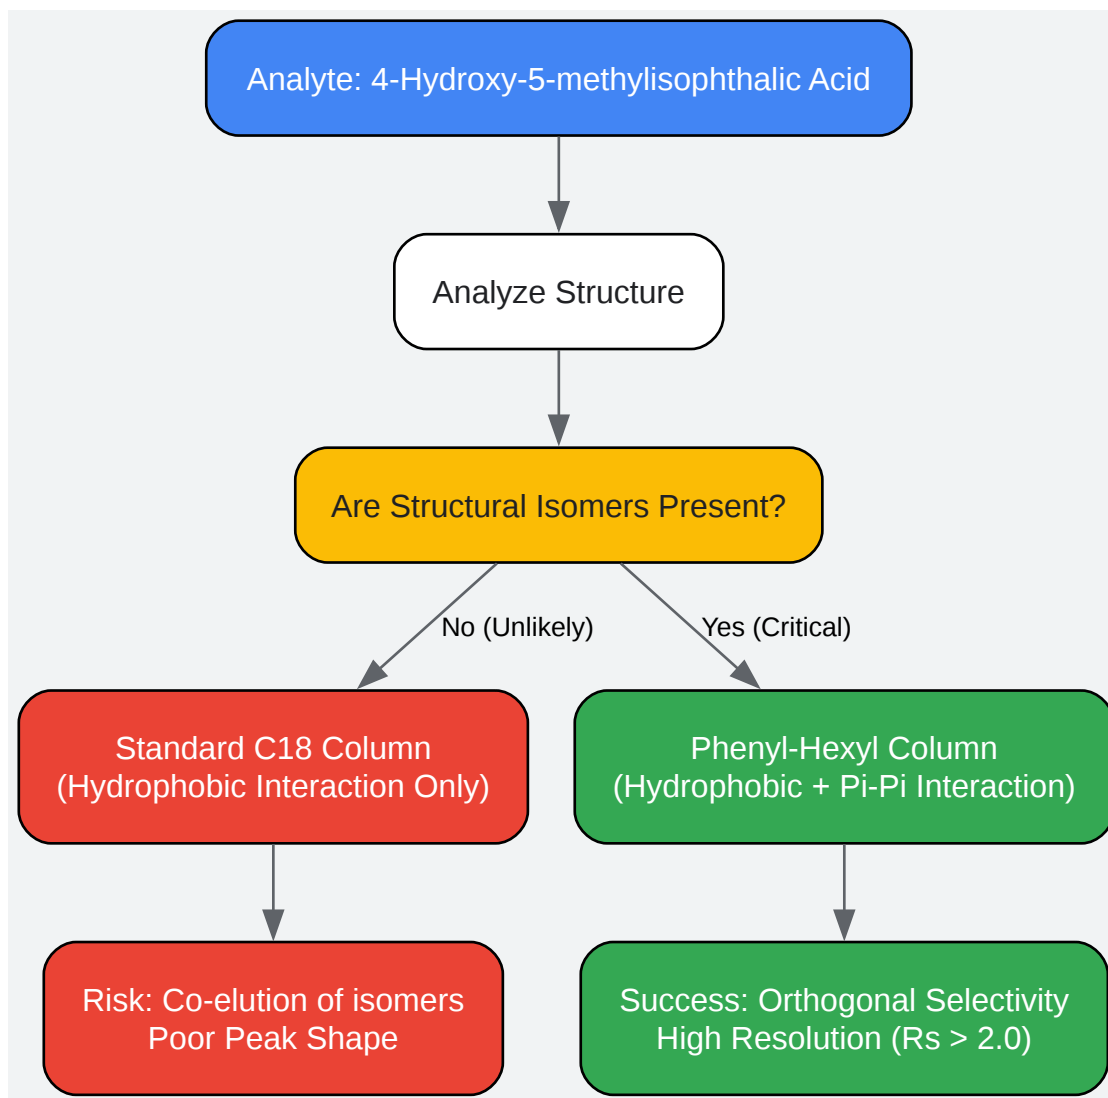 Analyte: 4-Hydroxy-5-methylisophthalic Acid
Analyze Structure
Are Structural Isomers Present?
No (Unlikely)
Yes (Critical)
Standard C18 Column
(Hydrophobic Interaction Only)
Phenyl-Hexyl Column
(Hydrophobic + Pi-Pi Interaction)
Risk: Co-elution of isomers
Poor Peak Shape
Success: Orthogonal Selectivity
High Resolution (Rs > 2.0)